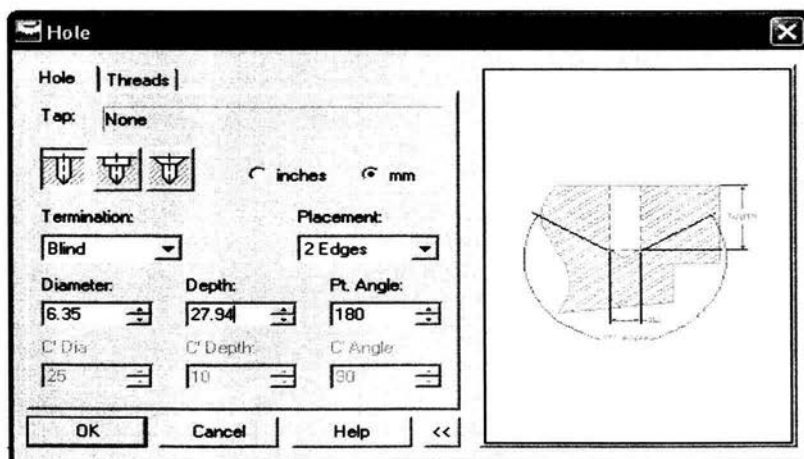 Hole
Hole Threads
Tap: None
inches mm
Termination: Placement:
Blind 2 Edges
Diameter: Depth: Pt. Angle:
6.35 27.94 180
C' Dia C' Depth: C' Angle
25 10 90
OK Cancel Help <<